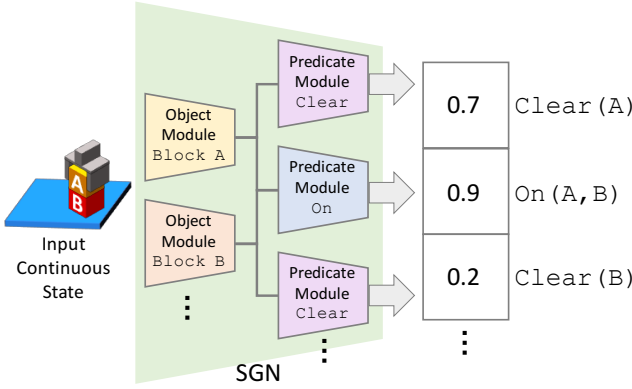 A
B
Input
Continuous
State
Object
Module
Block A
Object
Module
Block B
Predicate
Module
Clear
Predicate
Module
On
Predicate
Module
Clear
SGN
0.7
Clear(A)
0.9
On(A,B)
0.2
Clear(B)